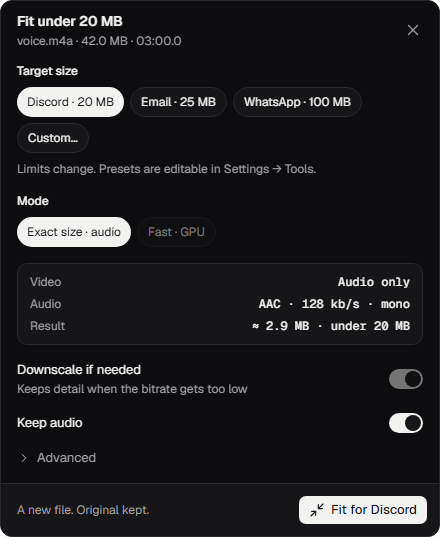 Fit under 20 MB
voice.m4a · 42.0 MB · 03:00.0
Target size
Discord · 20 MB
Email · 25 MB
WhatsApp · 100 MB
Custom…
Limits change. Presets are editable in Settings → Tools.
Mode
Exact size · audio
Fast · GPU
Video Audio only
Audio AAC · 128 kb/s · mono
Result ≈ 2.9 MB · under 20 MB
Downscale if needed
Keeps detail when the bitrate gets too low
Keep audio
Advanced
A new file. Original kept.
Fit for Discord